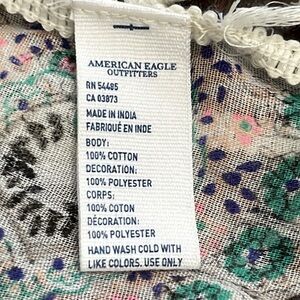 AMERICAN EAGLE
OUTFITTERS
RN 54485
CA 03873
MADE IN INDIA
FABRIQUÉ EN INDE
BODY:
100% COTTON
DECORATION:
100% POLYESTER
CORPS:
100% COTON
DÉCORATION:
100% POLYESTER
HAND WASH COLD WITH
LIKE COLORS. USE ONLY